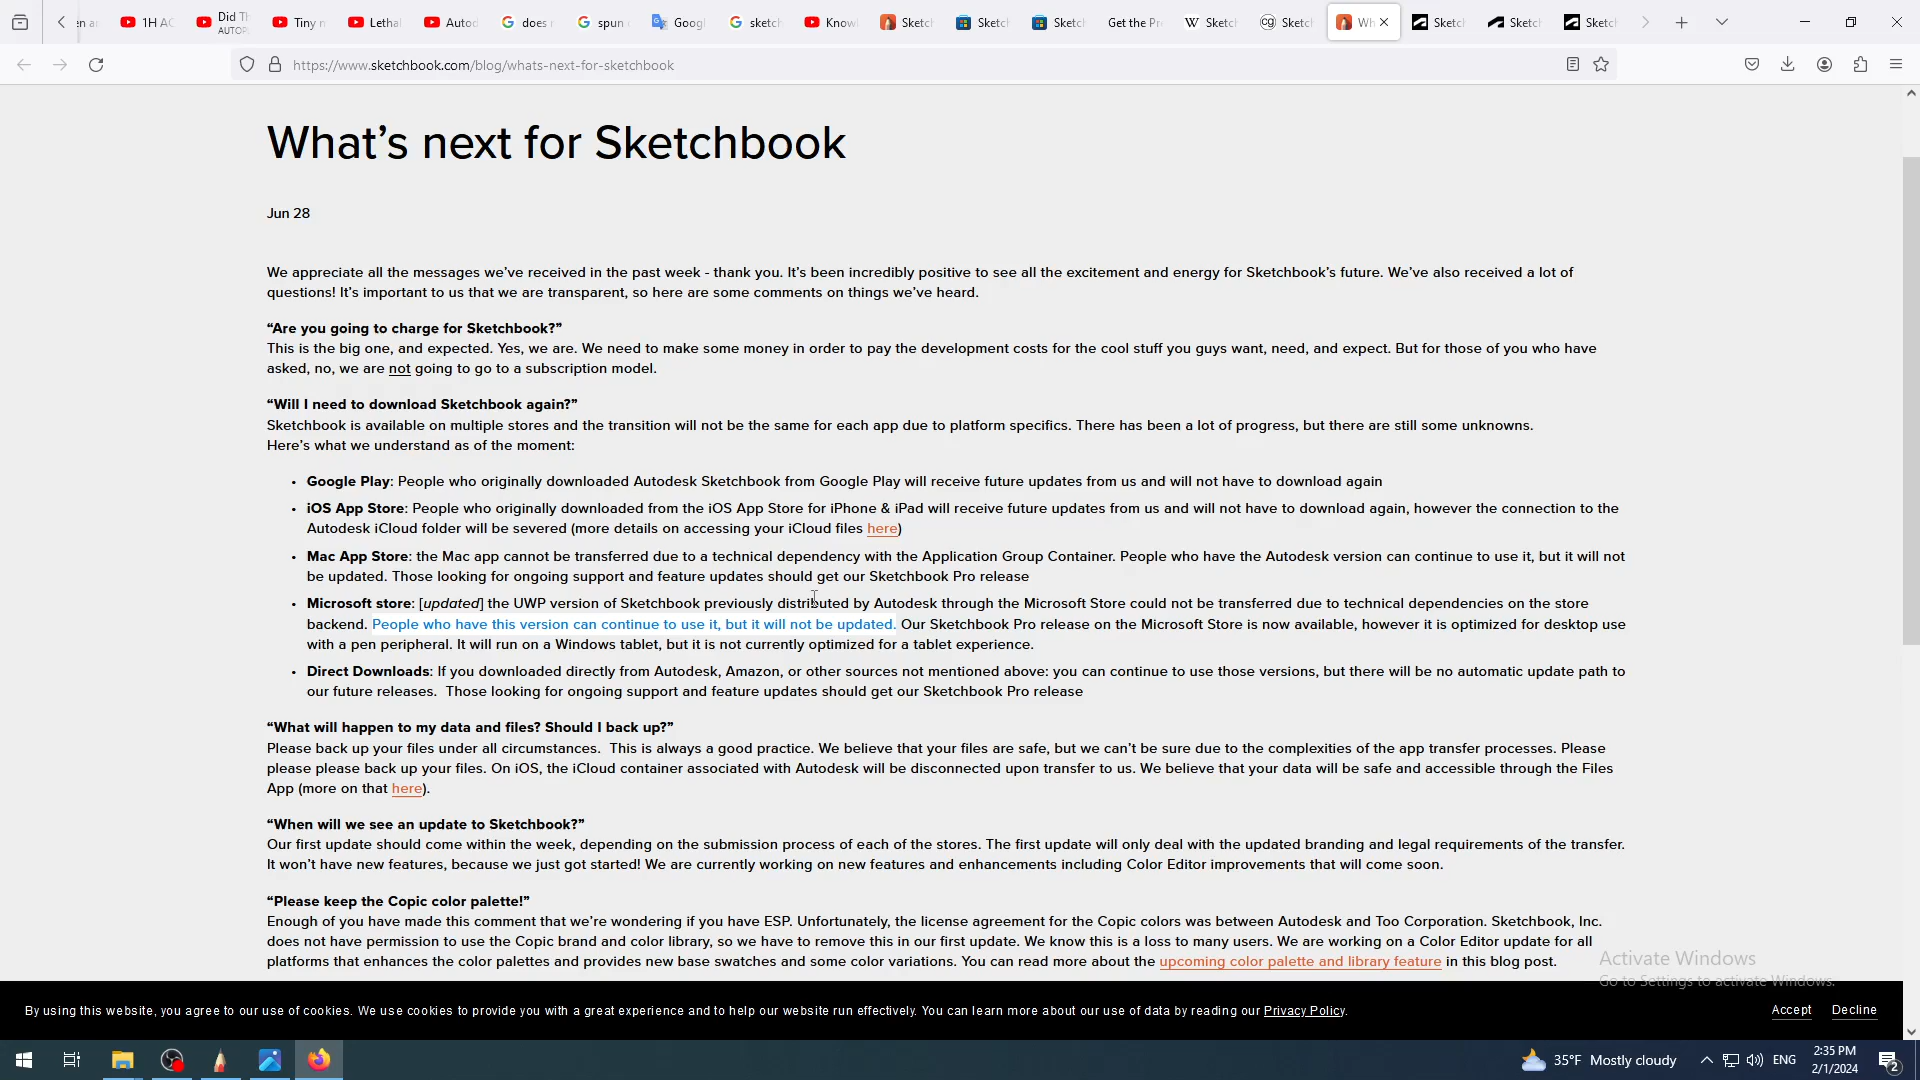 1H AC
Did Th
AUTOPL
Tiny n
Lethal
Autod
does n
spun
Googl
sketch
Know
Sketc
Sketc
Sketc
Get the Pr
Sketc
Sketc
Wh
Sketc
Sketc
Sketc
https://www.sketchbook.com/blog/whats-next-for-sketchbook
What’s next for Sketchbook
Jun 28
We appreciate all the messages we’ve received in the past week - thank you. It’s been incredibly positive to see all the excitement and energy for Sketchbook’s future. We’ve also received a lot of
questions! It’s important to us that we are transparent, so here are some comments on things we’ve heard.
“Are you going to charge for Sketchbook?”
This is the big one, and expected. Yes, we are. We need to make some money in order to pay the development costs for the cool stuff you guys want, need, and expect. But for those of you who have
asked, no, we are not going to go to a subscription model.
“Will I need to download Sketchbook again?”
Sketchbook is available on multiple stores and the transition will not be the same for each app due to platform specifics. There has been a lot of progress, but there are still some unknowns.
Here’s what we understand as of the moment:
• Google Play: People who originally downloaded Autodesk Sketchbook from Google Play will receive future updates from us and will not have to download again
• iOS App Store: People who originally downloaded from the iOS App Store for iPhone & iPad will receive future updates from us and will not have to download again, however the connection to the
Autodesk iCloud folder will be severed (more details on accessing your iCloud files here)
• Mac App Store: the Mac app cannot be transferred due to a technical dependency with the Application Group Container. People who have the Autodesk version can continue to use it, but it will not
be updated. Those looking for ongoing support and feature updates should get our Sketchbook Pro release
• Microsoft store: [updated] the UWP version of Sketchbook previously distributed by Autodesk through the Microsoft Store could not be transferred due to technical dependencies on the store
backend. People who have this version can continue to use it, but it will not be updated. Our Sketchbook Pro release on the Microsoft Store is now available, however it is optimized for desktop use
with a pen peripheral. It will run on a Windows tablet, but it is not currently optimized for a tablet experience.
• Direct Downloads: If you downloaded directly from Autodesk, Amazon, or other sources not mentioned above: you can continue to use those versions, but there will be no automatic update path to
our future releases. Those looking for ongoing support and feature updates should get our Sketchbook Pro release
“What will happen to my data and files? Should I back up?”
Please back up your files under all circumstances. This is always a good practice. We believe that your files are safe, but we can’t be sure due to the complexities of the app transfer processes. Please
please please back up your files. On iOS, the iCloud container associated with Autodesk will be disconnected upon transfer to us. We believe that your data will be safe and accessible through the Files
App (more on that here).
“When will we see an update to Sketchbook?”
Our first update should come within the week, depending on the submission process of each of the stores. The first update will only deal with the updated branding and legal requirements of the transfer.
It won’t have new features, because we just got started! We are currently working on new features and enhancements including Color Editor improvements that will come soon.
“Please keep the Copic color palette!”
Enough of you have made this comment that we’re wondering if you have ESP. Unfortunately, the license agreement for the Copic colors was between Autodesk and Too Corporation. Sketchbook, Inc.
does not have permission to use the Copic brand and color library, so we have to remove this in our first update. We know this is a loss to many users. We are working on a Color Editor update for all
platforms that enhances the color palettes and provides new base swatches and some color variations. You can read more about the upcoming color palette and library feature in this blog post.
Activate Windows
Go to Settings to activate Windows.
By using this website, you agree to our use of cookies. We use cookies to provide you with a great experience and to help our website run effectively. You can learn more about our use of data by reading our Privacy Policy.
Accept
Decline
35°F Mostly cloudy
ENG
2:35 PM
2/1/2024
2